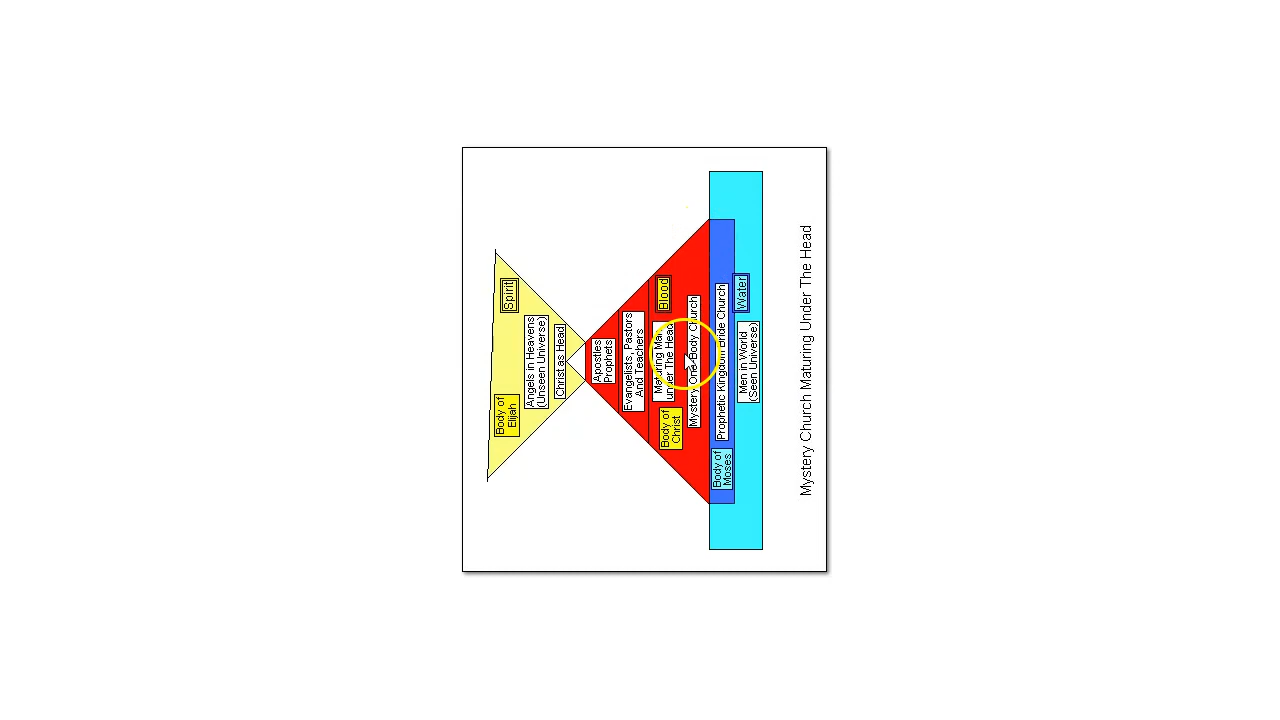 Spirit
Body of
Elijah
Angels in Heavens
(Unseen Universe)
Christ as Head
Apostles
Prophets
Evangelists, Pastors
And Teachers
Blood
Maturing Man
under The Head
Body of
Christ
Mystery One-Body Church
Prophetic Kingdom Bride Church
Body of
Moses
Water
Men in World
(Seen Universe)
Mystery Church Maturing Under The Head